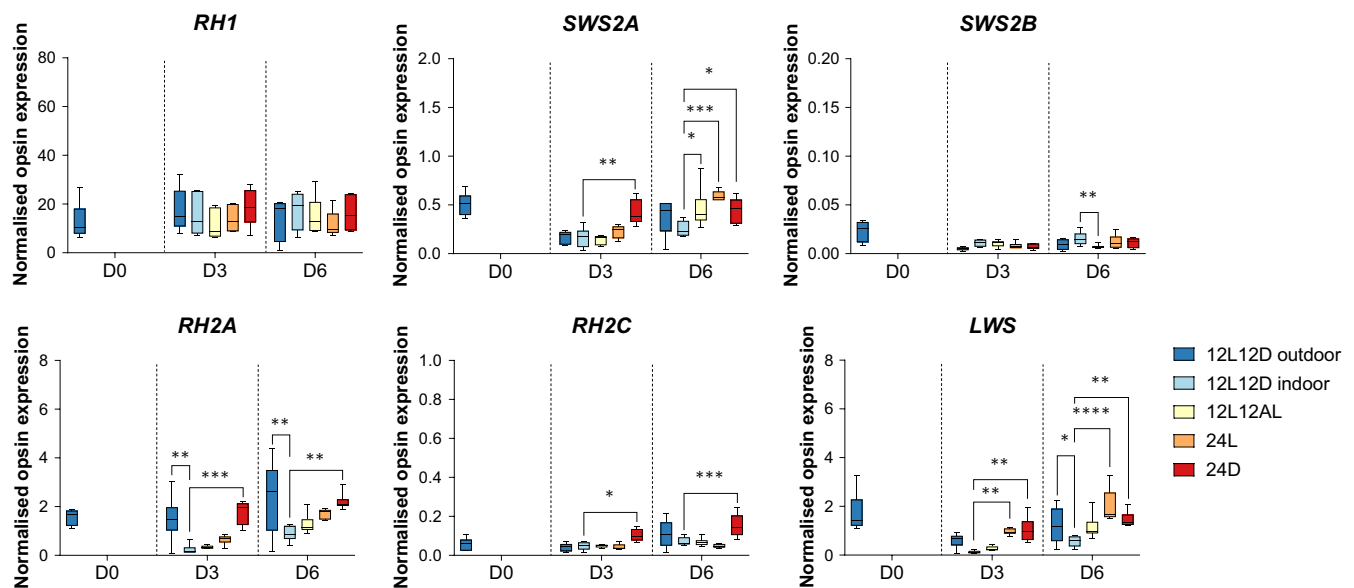 RH1
Normalised opsin expression
80
60
40
20
0
D0
D3
D6
SWS2A
Normalised opsin expression
2.0
1.5
1.0
0.5
0.0
**
*
***
*
D0
D3
D6
SWS2B
Normalised opsin expression
0.20
0.15
0.10
0.05
0.00
**
D0
D3
D6
RH2A
Normalised opsin expression
8
6
4
2
0
**
***
**
**
D0
D3
D6
RH2C
Normalised opsin expression
1.0
0.8
0.6
0.4
0.2
0.0
*
***
D0
D3
D6
LWS
Normalised opsin expression
8
6
4
2
0
**
**
*
****
**
D0
D3
D6
12L12D outdoor
12L12D indoor
12L12AL
24L
24D